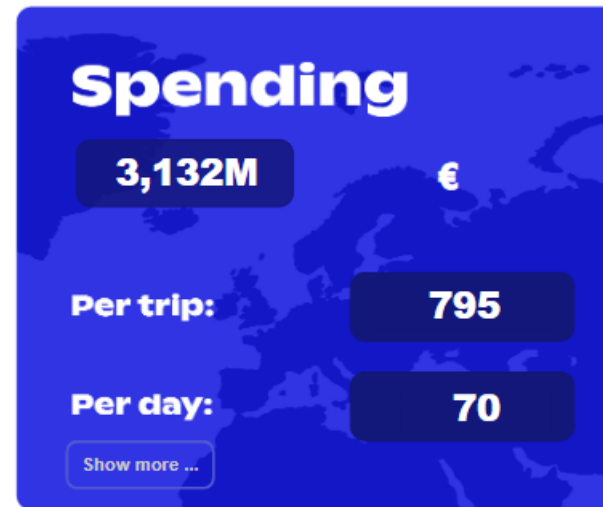 Spending
3,132M €
Per trip: 795
Per day: 70
Show more ...